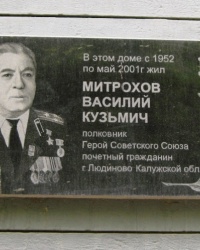 В этом доме с 1952
по май 2001г жил
МИТРОХОВ
ВАСИЛИЙ
КУЗЬМИЧ
полковник
Герой Советского Союза
почетный гражданин
г Людиново Калужской обл